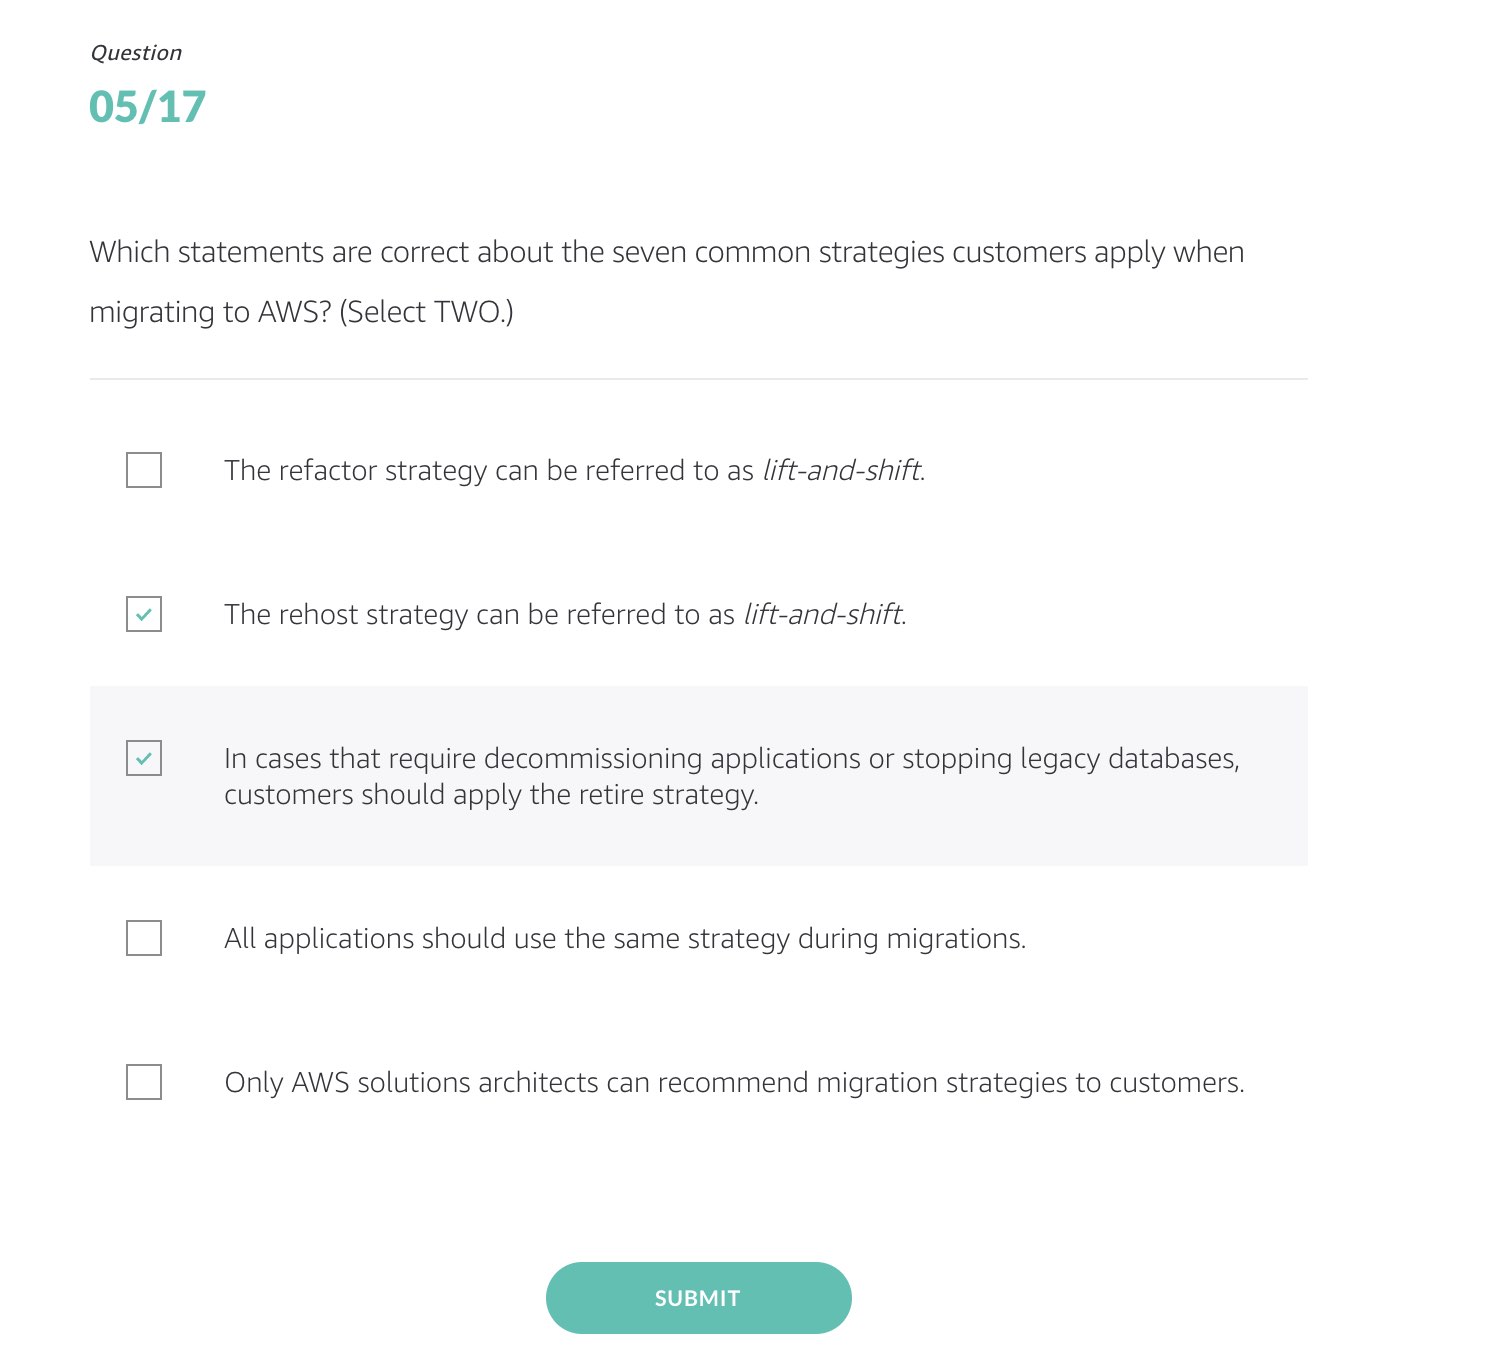 Question
05/17
Which statements are correct about the seven common strategies customers apply when
migrating to AWS? (Select TWO.)
The refactor strategy can be referred to as lift-and-shift.
The rehost strategy can be referred to as lift-and-shift.
In cases that require decommissioning applications or stopping legacy databases,
customers should apply the retire strategy.
All applications should use the same strategy during migrations.
Only AWS solutions architects can recommend migration strategies to customers.
SUBMIT